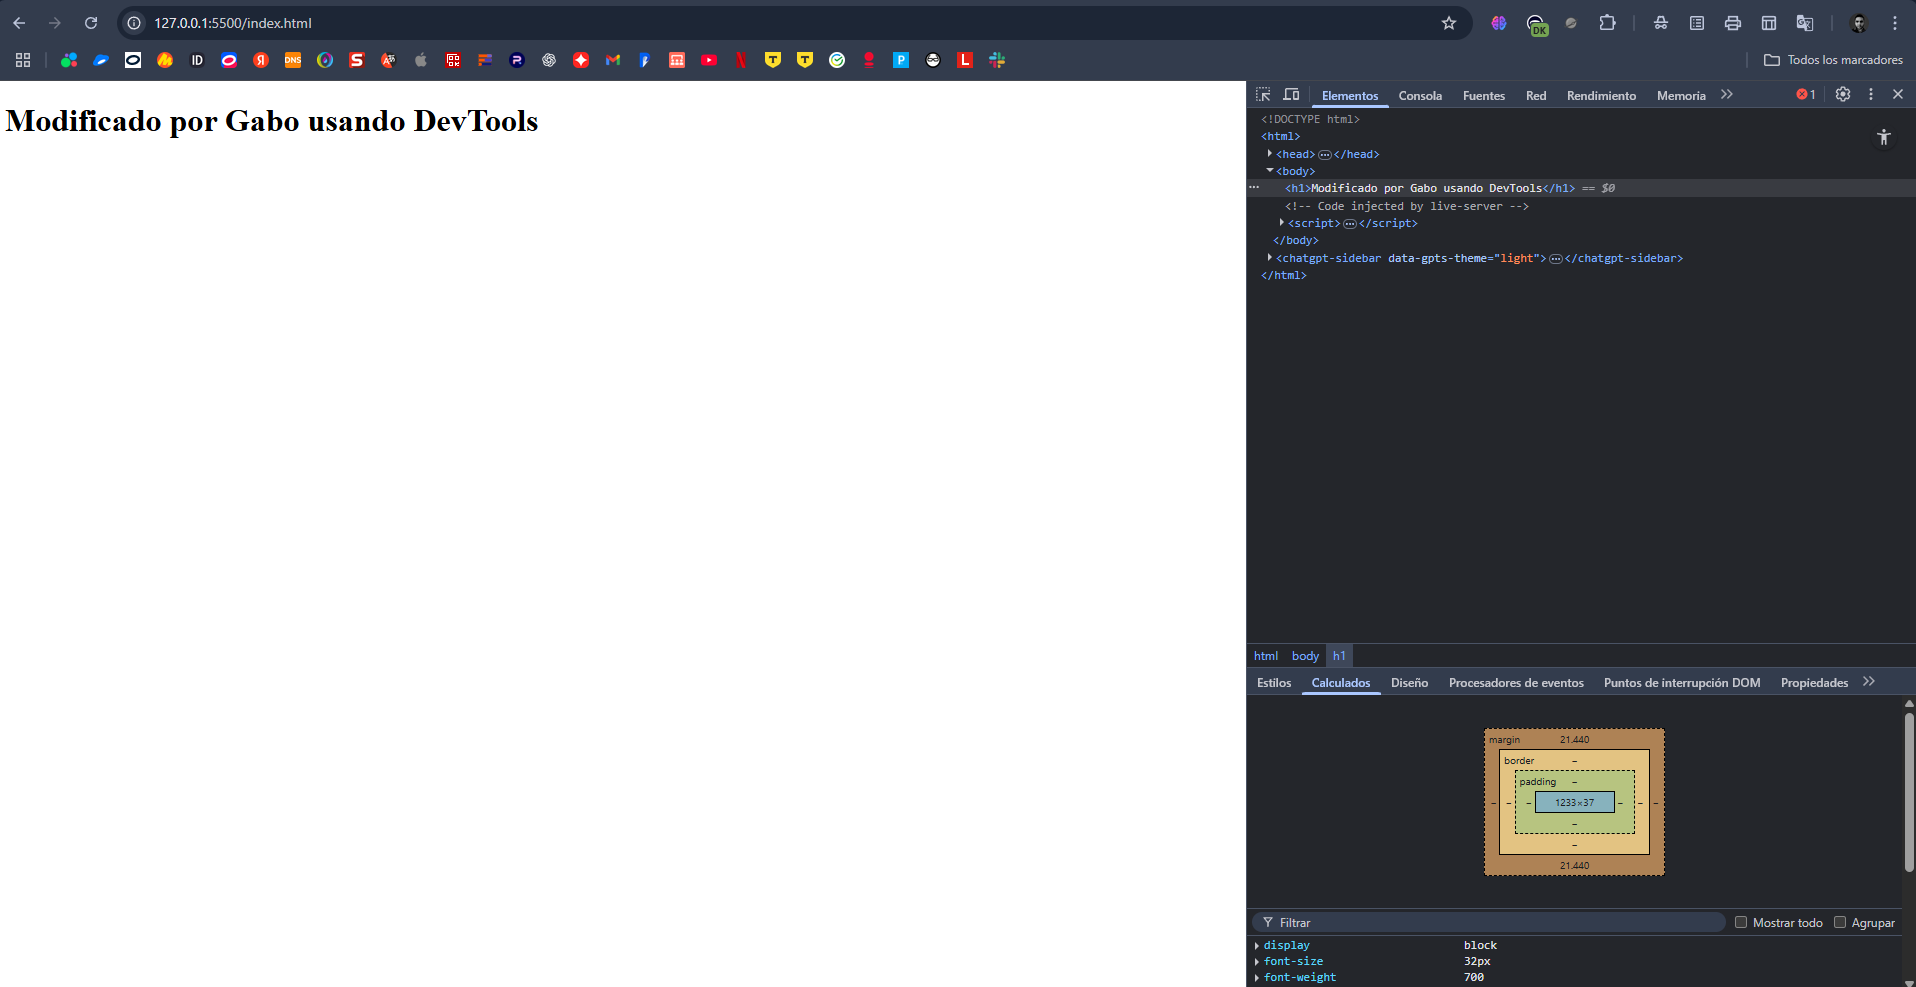 127.0.0.1:5500/index.html
DK
ID
Я
DNS
S
T
T
P
L
Todos los marcadores
Modificado por Gabo usando DevTools
Elementos Consola Fuentes Red Rendimiento Memoria 1
<!DOCTYPE html>
<html>
<head>…</head>
<body>
… <h1>Modificado por Gabo usando DevTools</h1> == $0
<!-- Code injected by live-server -->
<script>…</script>
</body>
<chatgpt-sidebar data-gpts-theme="light">…</chatgpt-sidebar>
</html>
html body h1
Estilos Calculados Diseño Procesadores de eventos Puntos de interrupción DOM Propiedades
margin 21.440
border –
padding –
– – – 1233×37 – – –
–
–
21.440
Filtrar Mostrar todo Agrupar
display block
font-size 32px
font-weight 700